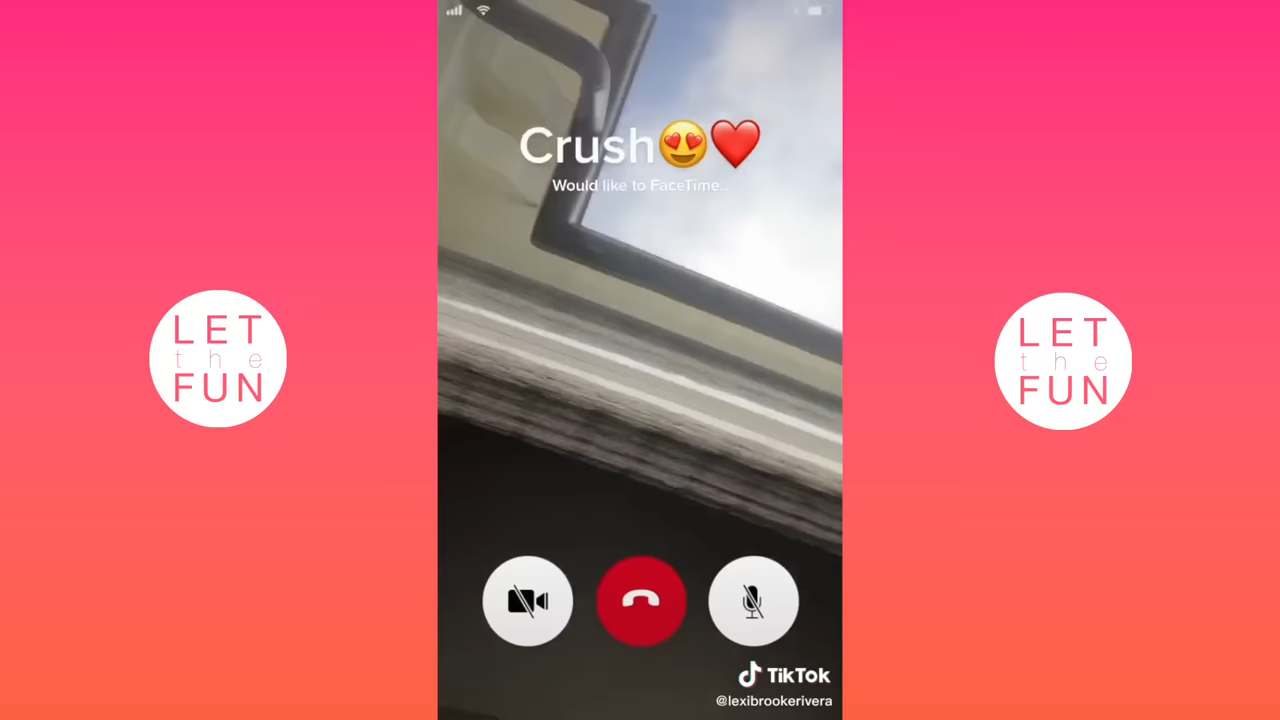 LET
the
FUN
Crush😍❤️
Would like to FaceTime..
TikTok
@lexibrookerivera
LET
the
FUN